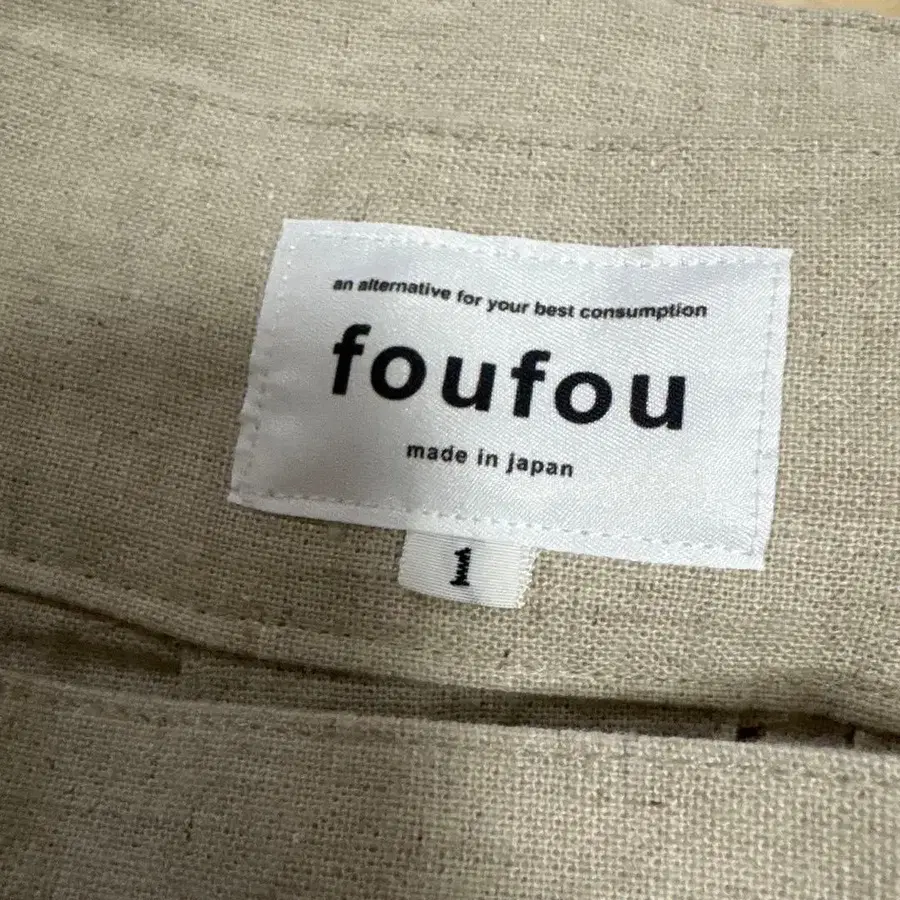 an alternative for your best consumption
foufou
made in japan
1